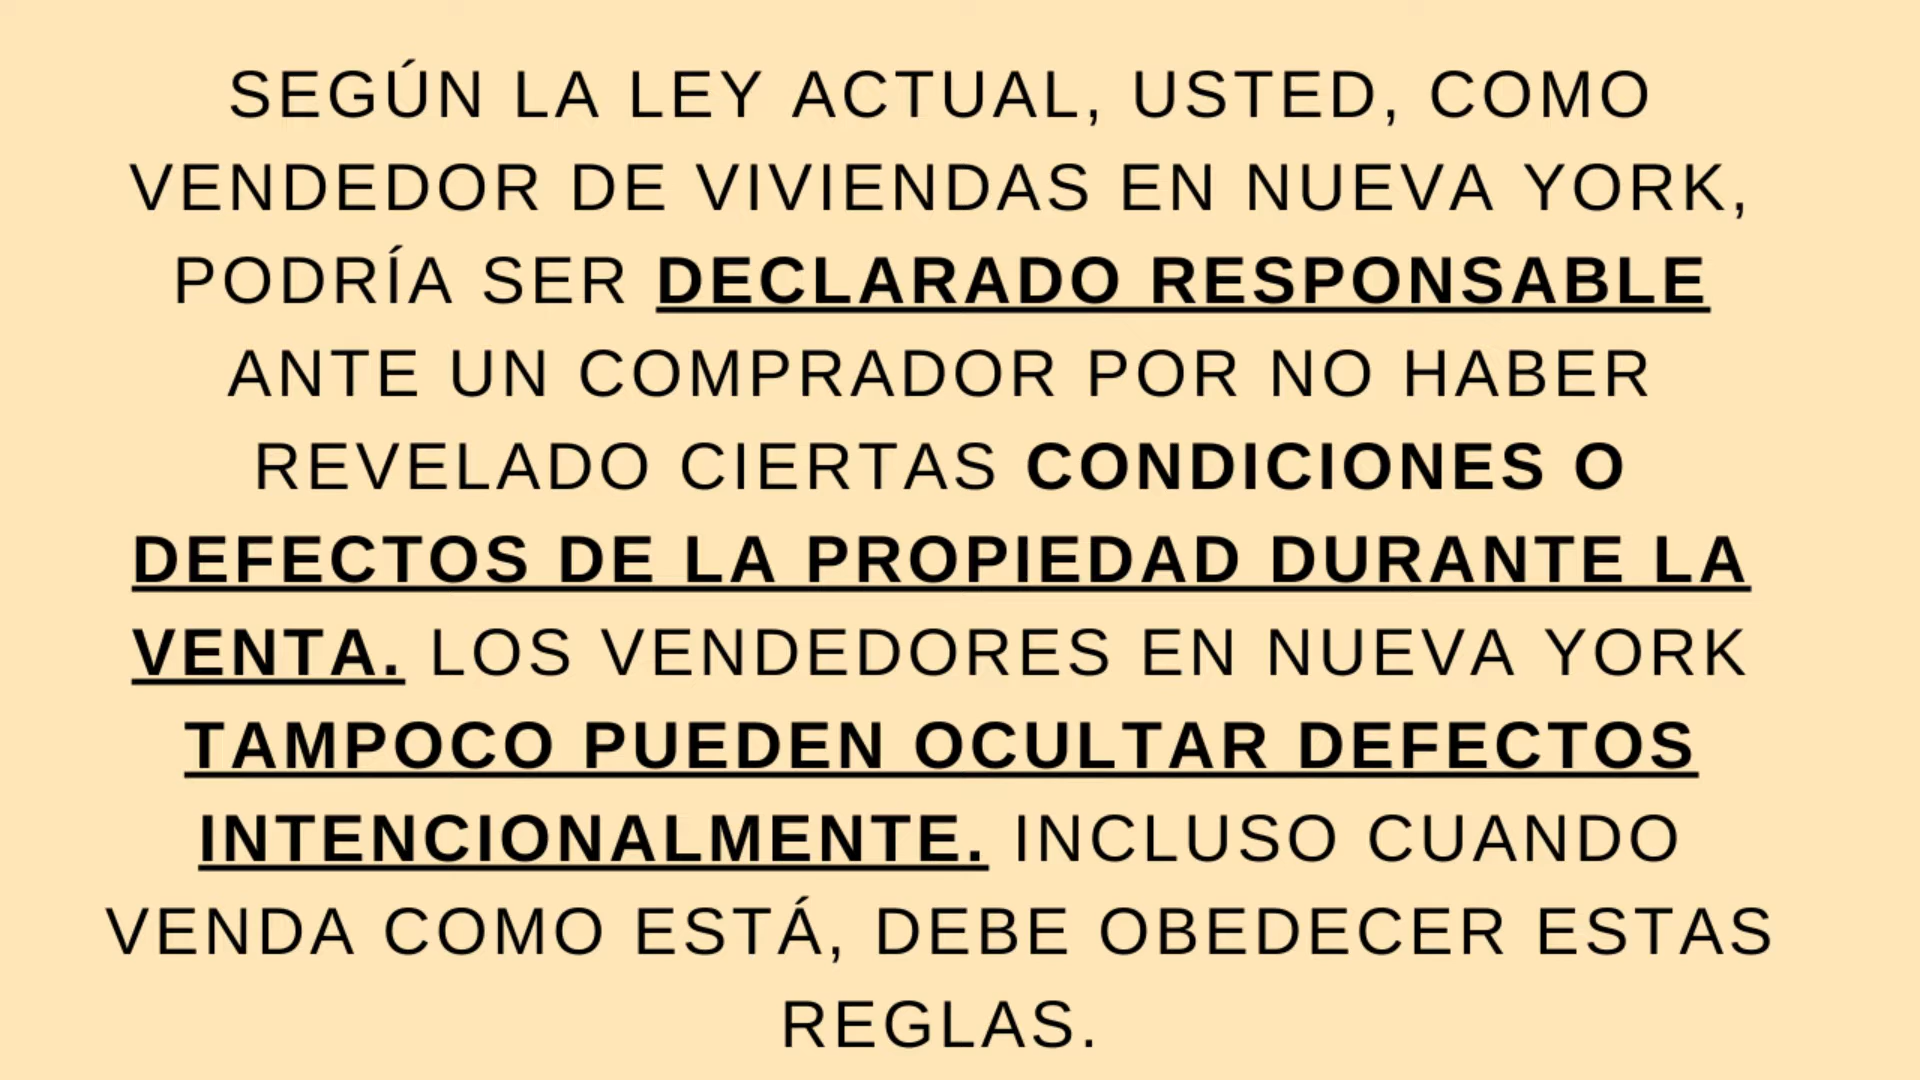 SEGÚN LA LEY ACTUAL, USTED, COMO
VENDEDOR DE VIVIENDAS EN NUEVA YORK,
PODRÍA SER DECLARADO RESPONSABLE
ANTE UN COMPRADOR POR NO HABER
REVELADO CIERTAS CONDICIONES O
DEFECTOS DE LA PROPIEDAD DURANTE LA
VENTA. LOS VENDEDORES EN NUEVA YORK
TAMPOCO PUEDEN OCULTAR DEFECTOS
INTENCIONALMENTE. INCLUSO CUANDO
VENDA COMO ESTÁ, DEBE OBEDECER ESTAS
REGLAS.